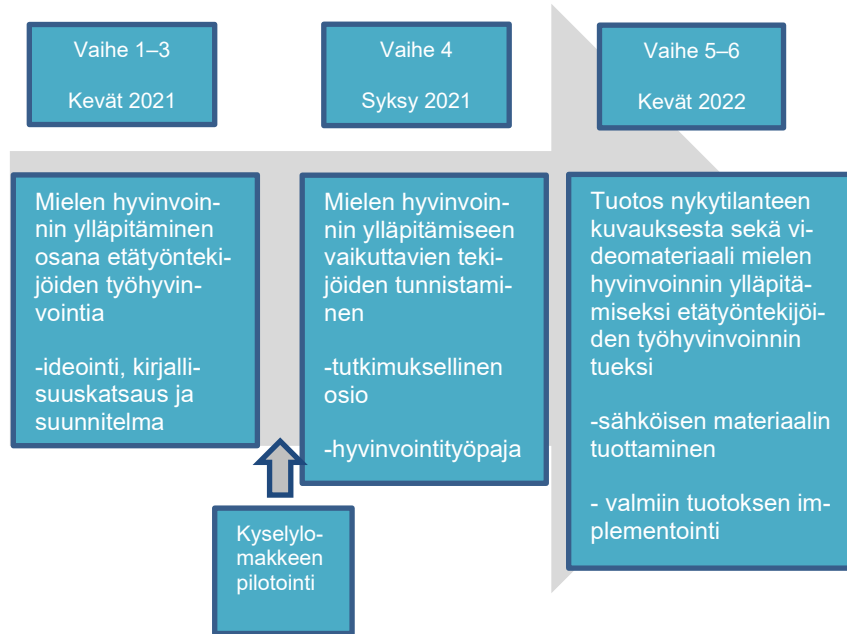 Vaihe 1–3
Kevät 2021
Vaihe 4
Syksy 2021
Vaihe 5–6
Kevät 2022
Mielen hyvinvoin-
nin ylläpitäminen
osana etätyönteki-
jöiden työhyvin-
vointia
-ideointi, kirjalli-
suuskatsaus ja
suunnitelma
Mielen hyvinvoin-
nin ylläpitämiseen
vaikuttavien teki-
jöiden tunnistami-
nen
-tutkimuksellinen
osio
-hyvinvointityöpaja
Tuotos nykytilanteen
kuvauksesta sekä vi-
deomateriaali mielen
hyvinvoinnin ylläpitä-
miseksi etätyöntekijöi-
den työhyvinvoinnin
tueksi
-sähköisen materiaalin
tuottaminen
- valmiin tuotoksen im-
plementointi
Kyselylo-
makkeen
pilotointi